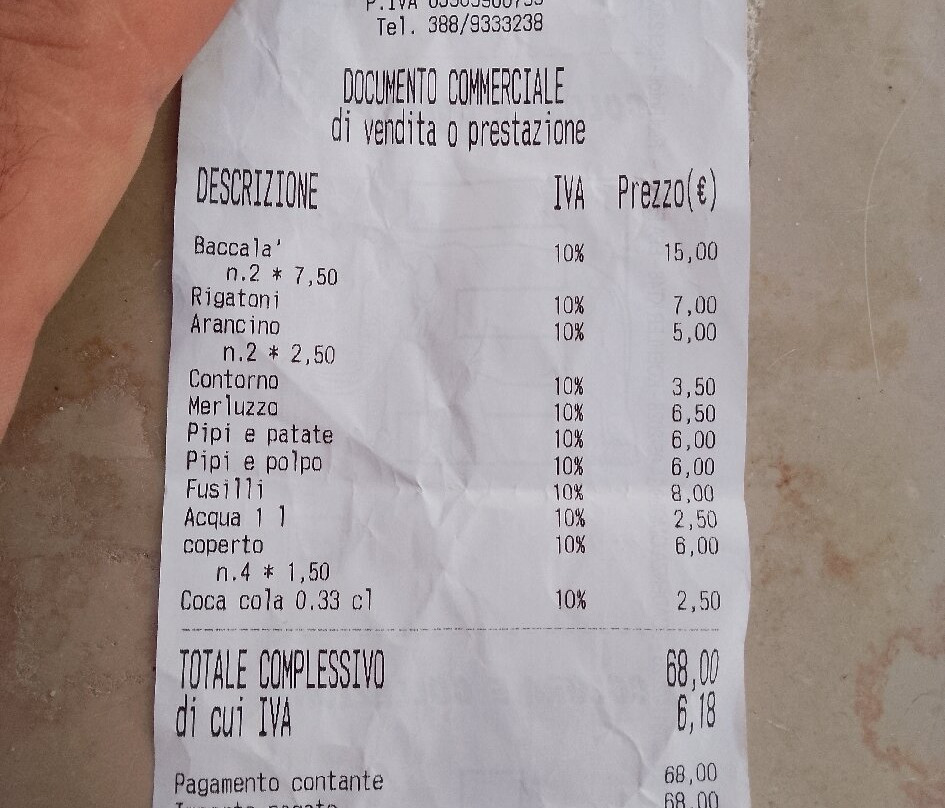 P.IVA
Tel. 388/9333238
DOCUMENTO COMMERCIALE
di vendita o prestazione
DESCRIZIONE IVA Prezzo(€)
Baccala' 10% 15,00
n.2 * 7,50
Rigatoni 10% 7,00
Arancino 10% 5,00
n.2 * 2,50
Contorno 10% 3,50
Merluzzo 10% 6,50
Pipi e patate 10% 6,00
Pipi e polpo 10% 6,00
Fusilli 10% 8,00
Acqua 1 l 10% 2,50
coperto 10% 6,00
n.4 * 1,50
Coca cola 0.33 cl 10% 2,50
TOTALE COMPLESSIVO 68,00
di cui IVA 6,18
Pagamento contante 68,00
Importo pagato 68,00